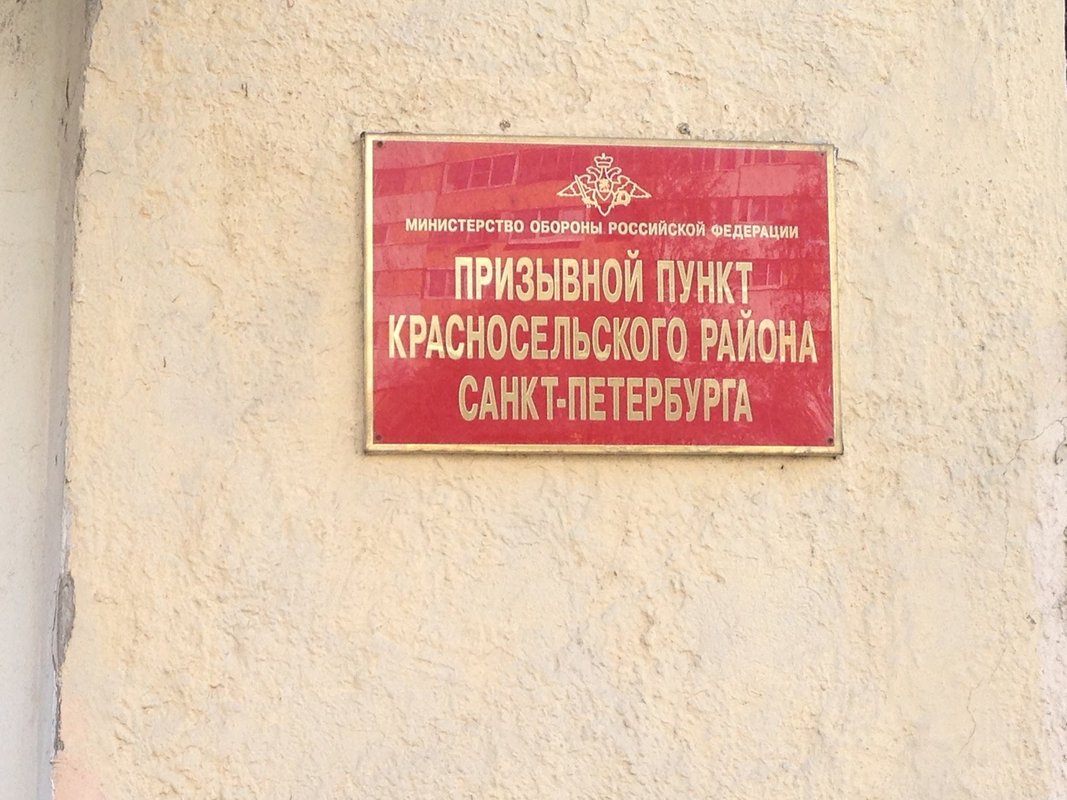 МИНИСТЕРСТВО ОБОРОНЫ РОССИЙСКОЙ ФЕДЕРАЦИИ
ПРИЗЫВНОЙ ПУНКТ
КРАСНОСЕЛЬСКОГО РАЙОНА
САНКТ-ПЕТЕРБУРГА